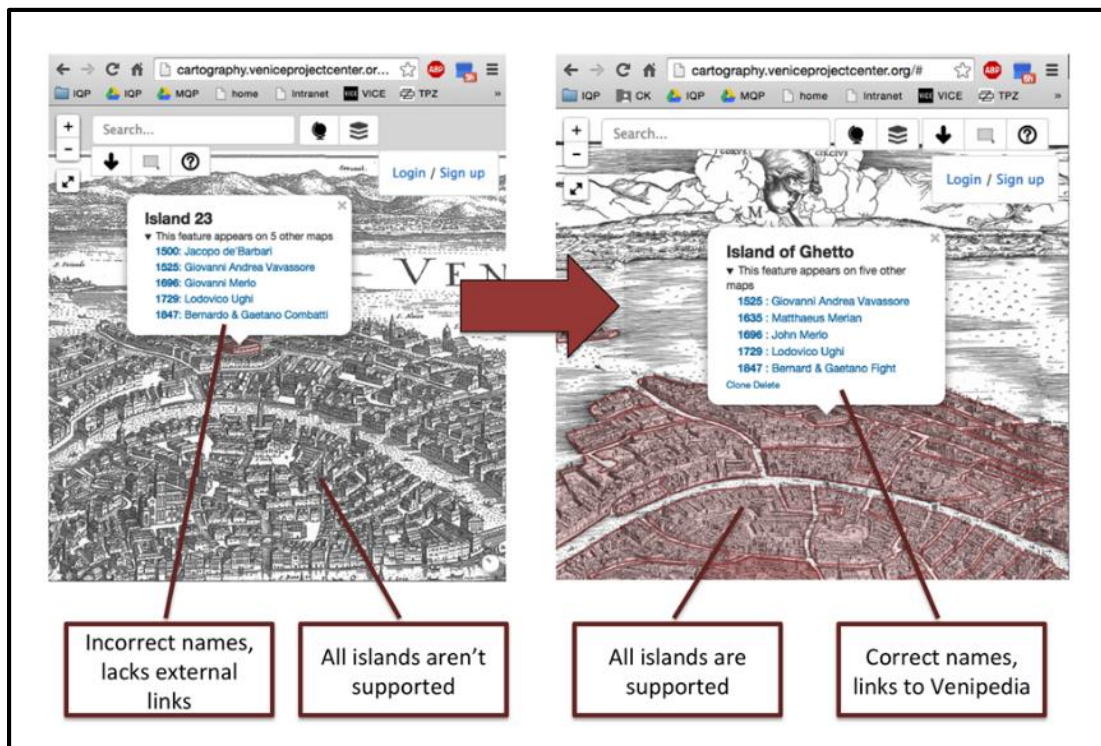 cartography.veniceprojectcenter.or...
ABP
IQP IQP MQP home Intranet VICE VICE TPZ »
+
−
Search...
?
Login / Sign up
Island 23
▼ This feature appears on 5 other maps
1500: Jacopo de'Barbari
1525: Giovanni Andrea Vavassore
1696: Giovanni Merlo
1729: Lodovico Ughi
1847: Bernardo & Gaetano Combatti
VEN
cartography.veniceprojectcenter.org/#
ABP
IQP CK IQP MQP home Intranet VICE VICE TPZ »
+
−
Search...
?
CIRCIUS
M
Login / Sign up
Island of Ghetto
▼ This feature appears on five other
maps
1525 : Giovanni Andrea Vavassore
1635 : Matthaeus Merian
1696 : John Merlo
1729 : Lodovico Ughi
1847 : Bernard & Gaetano Fight
Clone Delete
Incorrect names,
lacks external
links
All islands aren't
supported
All islands are
supported
Correct names,
links to Venipedia